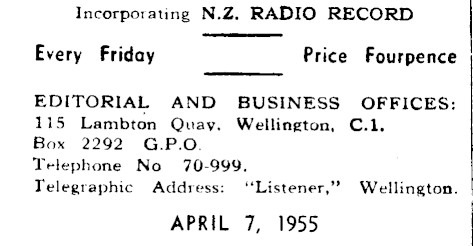 Incorporating N.Z. RADIO RECORD
Every Friday Price Fourpence
EDITORIAL AND BUSINESS OFFICES:
115 Lambton Quay, Wellington, C.1.
Box 2292 G.P.O.
Telephone No 70-999.
Telegraphic Address: "Listener," Wellington.
APRIL 7, 1955